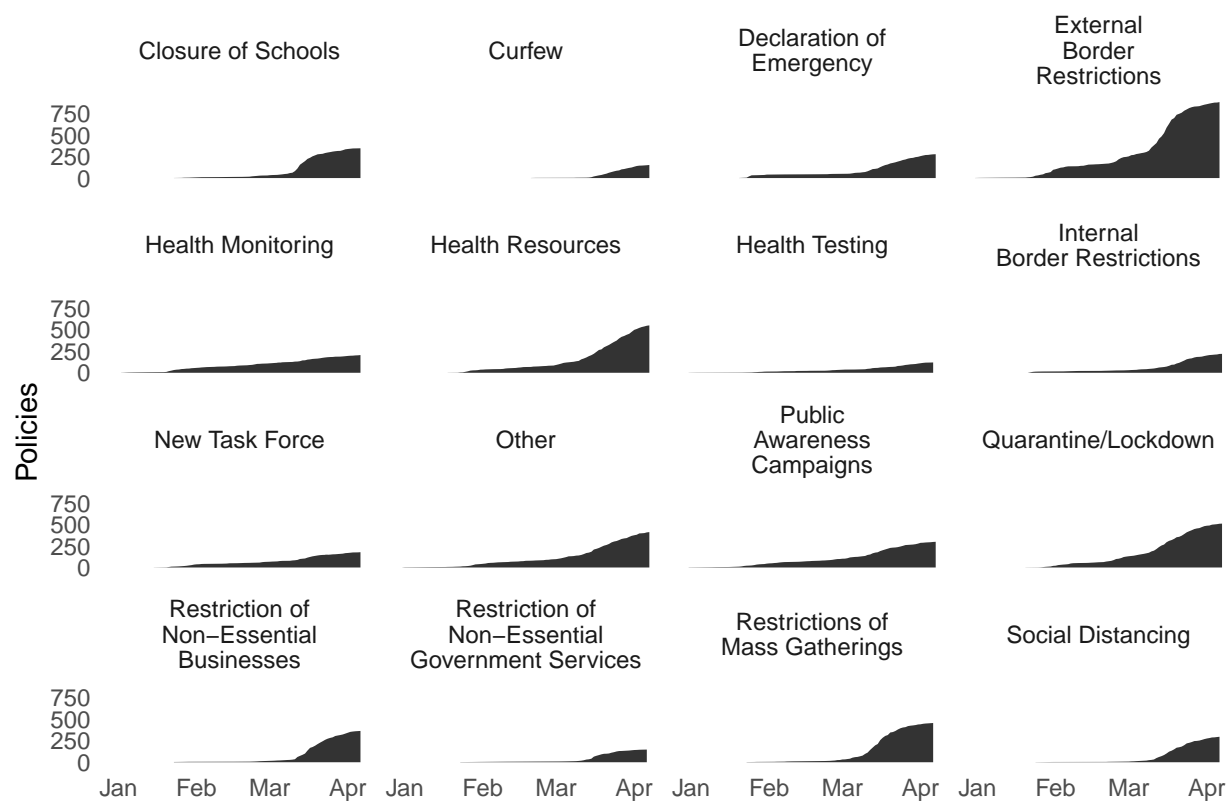 Closure of Schools
Curfew
Declaration of
Emergency
External
Border
Restrictions
750
500
250
0
Health Monitoring
Health Resources
Health Testing
Internal
Border Restrictions
750
500
250
0
Policies
New Task Force
Other
Public
Awareness
Campaigns
Quarantine/Lockdown
750
500
250
0
Restriction of
Non−Essential
Businesses
Restriction of
Non−Essential
Government Services
Restrictions of
Mass Gatherings
Social Distancing
750
500
250
0
Jan Feb Mar Apr Jan Feb Mar Apr Jan Feb Mar Apr Jan Feb Mar Apr